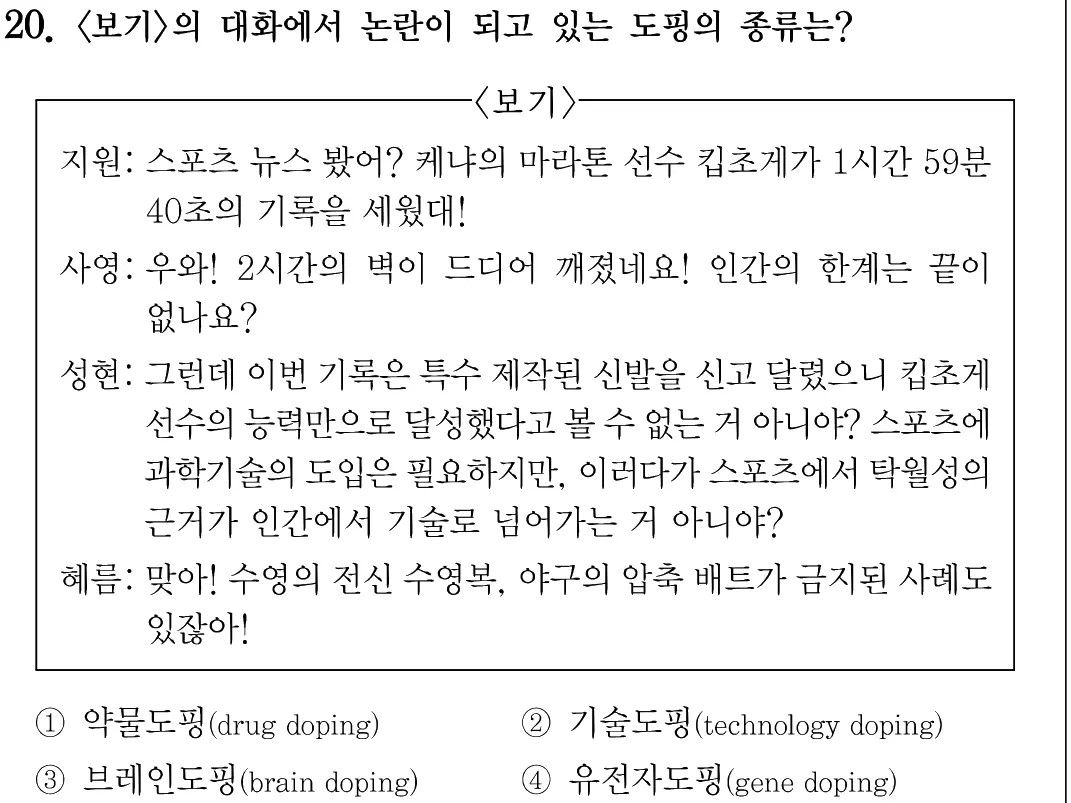 20. 〈보기〉의 대화에서 논란이 되고 있는 도핑의 종류는?
〈보기〉
지원: 스포츠 뉴스 봤어? 케냐의 마라톤 선수 킵초게가 1시간 59분
40초의 기록을 세웠대!
사영: 우와! 2시간의 벽이 드디어 깨졌네요! 인간의 한계는 끝이
없나요?
성현: 그런데 이번 기록은 특수 제작된 신발을 신고 달렸으니 킵초게
선수의 능력만으로 달성했다고 볼 수 없는 거 아니야? 스포츠에
과학기술의 도입은 필요하지만, 이러다가 스포츠에서 탁월성의
근거가 인간에서 기술로 넘어가는 거 아니야?
혜름: 맞아! 수영의 전신 수영복, 야구의 압축 배트가 금지된 사례도
있잖아!
① 약물도핑(drug doping) ② 기술도핑(technology doping)
③ 브레인도핑(brain doping) ④ 유전자도핑(gene doping)